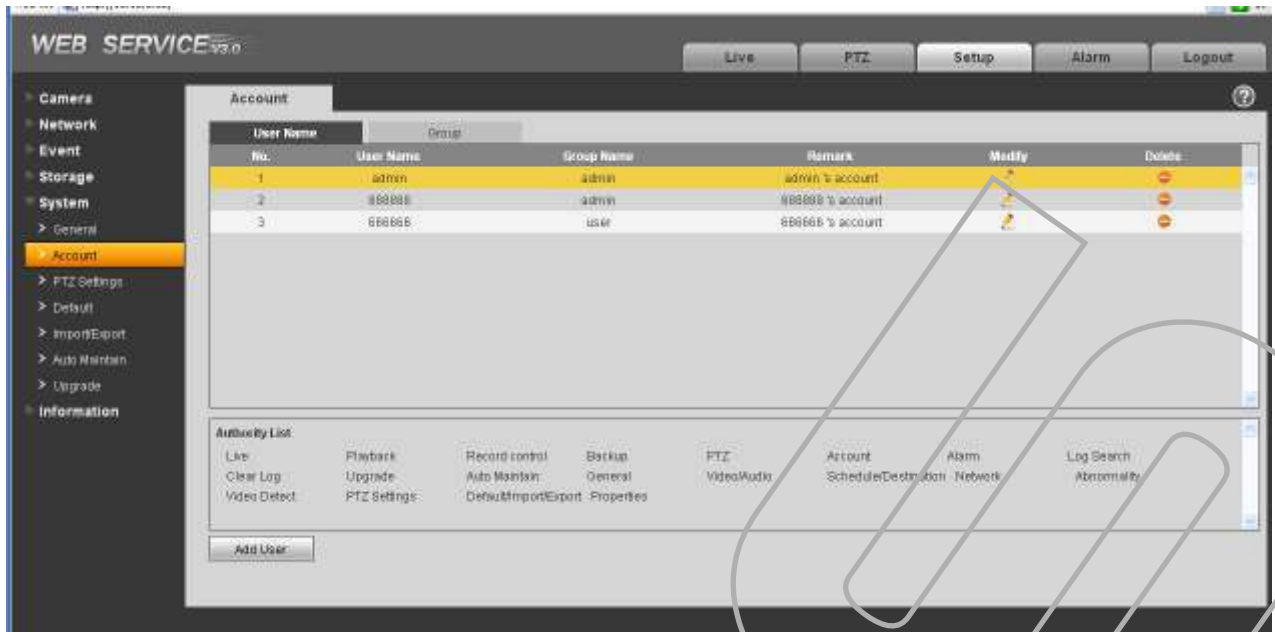 WEB SERVICE V3.0
Live PTZ Setup Alarm Logout
Camera
Network
Event
Storage
System
> General
> Account
> PTZ Settings
> Default
> Import/Export
> Auto Maintain
> Upgrade
Information
Account
User Name Group
No. User Name Group Name Remark Modify Delete
1 admin admin admin 's account
2 888888 admin 888888 's account
3 666666 user 666666 's account
Authority List
Live Playback Record control Backup PTZ Account Alarm Log Search
Clear Log Upgrade Auto Maintain General Video/Audio Schedule/Destination Network Abnormality
Video Detect PTZ Settings Default/Import/Export Properties
Add User